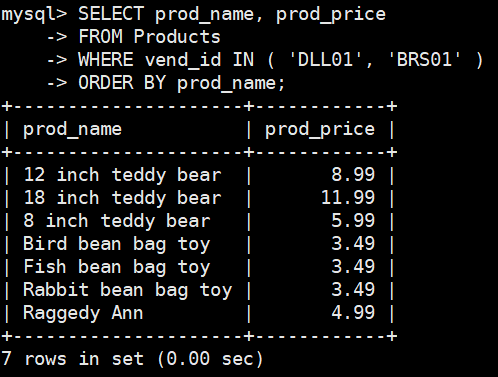 mysql> SELECT prod_name, prod_price
    -> FROM Products
    -> WHERE vend_id IN ( 'DLL01', 'BRS01' )
    -> ORDER BY prod_name;
+---------------------+------------+
| prod_name           | prod_price |
+---------------------+------------+
| 12 inch teddy bear  |       8.99 |
| 18 inch teddy bear  |      11.99 |
| 8 inch teddy bear   |       5.99 |
| Bird bean bag toy   |       3.49 |
| Fish bean bag toy   |       3.49 |
| Rabbit bean bag toy |       3.49 |
| Raggedy Ann         |       4.99 |
+---------------------+------------+
7 rows in set (0.00 sec)